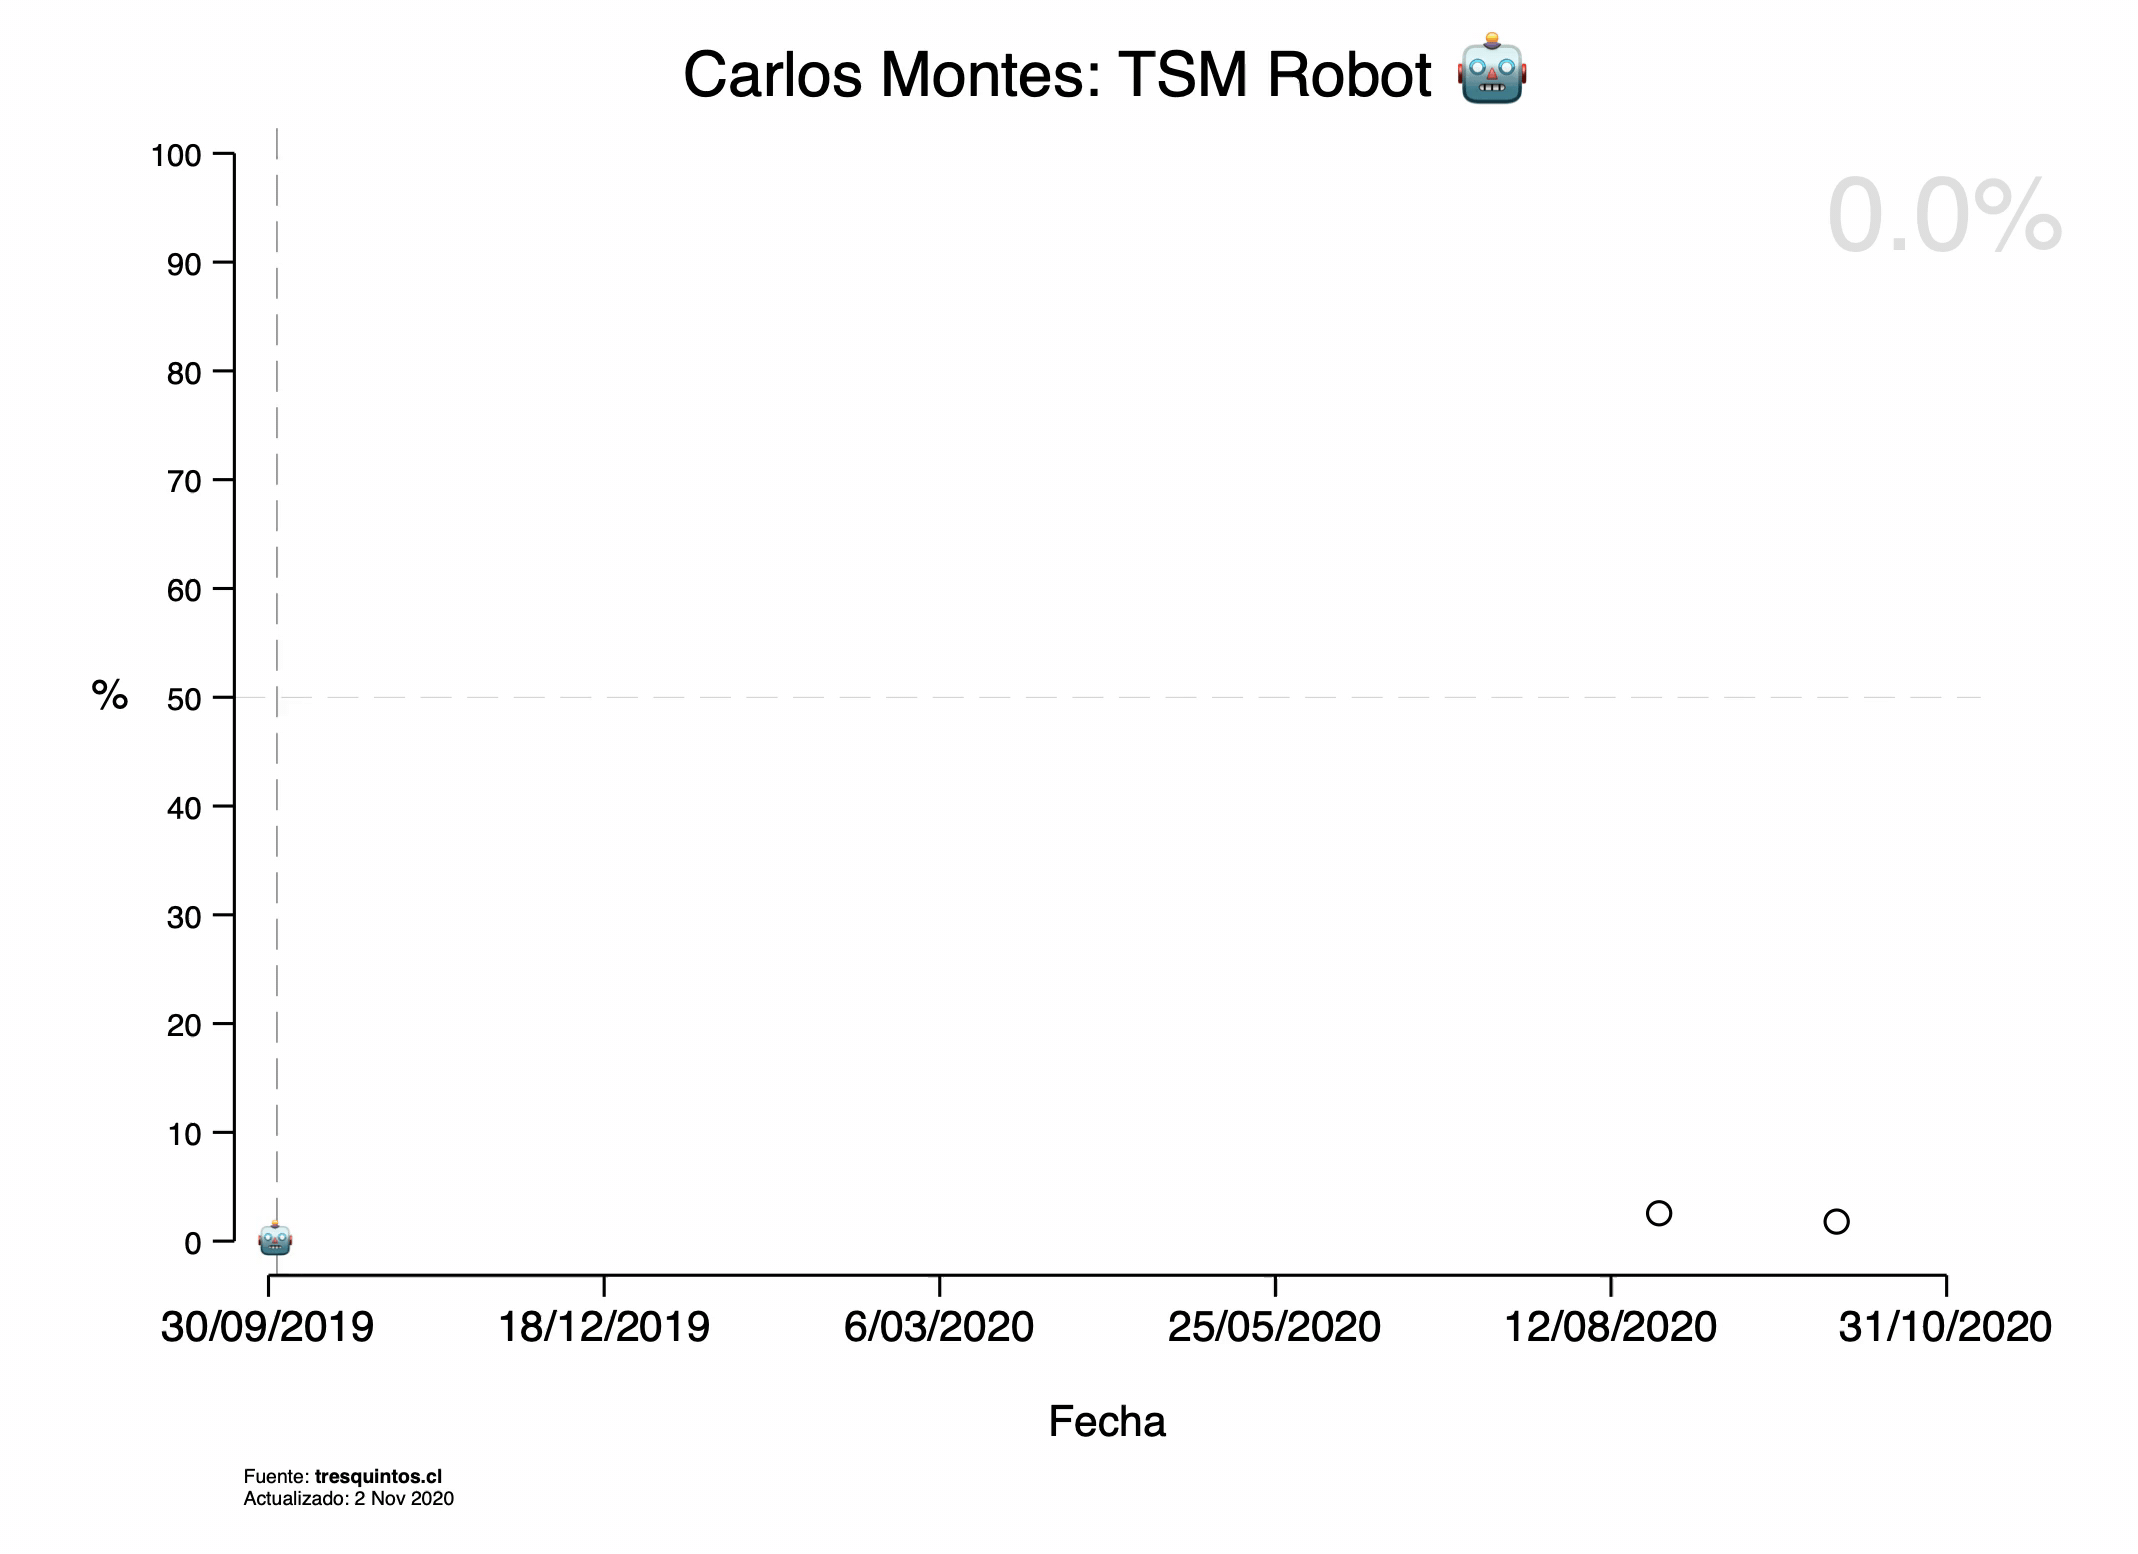 Carlos Montes: TSM Robot 🤖
0.0%
100
90
80
70
60
50
40
30
20
10
0
%
30/09/2019 18/12/2019 6/03/2020 25/05/2020 12/08/2020 31/10/2020
Fecha
Fuente: tresquintos.cl
Actualizado: 2 Nov 2020